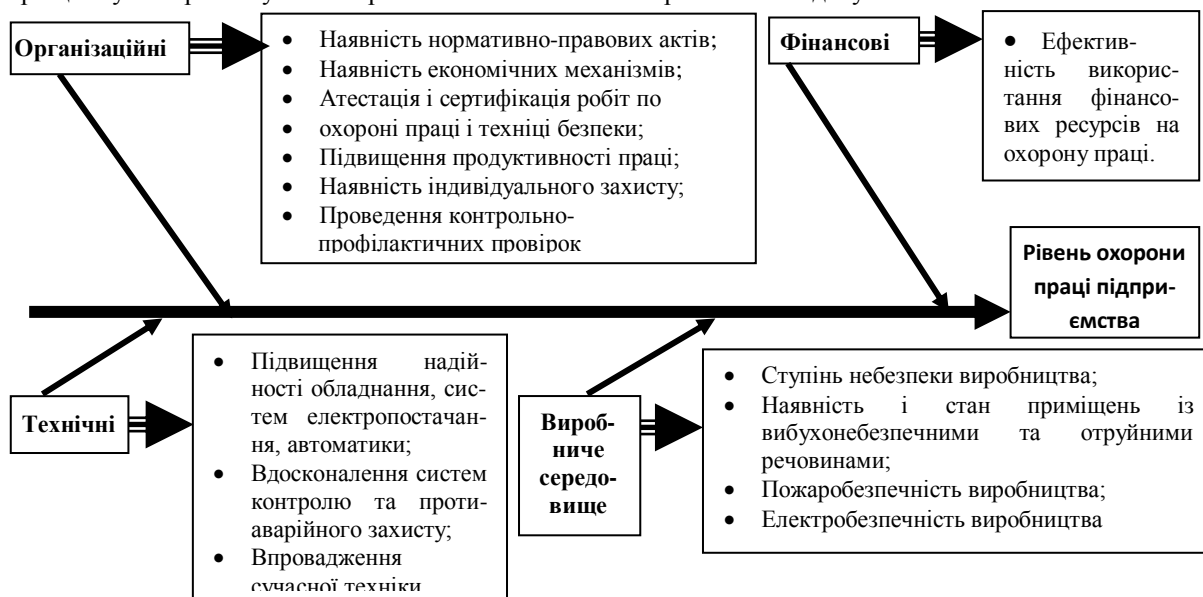 Організаційні
• Наявність нормативно-правових актів;
• Наявність економічних механізмів;
• Атестація і сертифікація робіт по
• охороні праці і техніці безпеки;
• Підвищення продуктивності праці;
• Наявність індивідуального захисту;
• Проведення контрольно-
профілактичних провірок
Фінансові
• Ефектив-
ність викорис-
тання фінансо-
вих ресурсів на
охорону праці.
Рівень охорони
праці підпри-
ємства
Технічні
• Підвищення надій-
ності обладнання, сис-
тем електропостачан-
ня, автоматики;
• Вдосконалення систем
контролю та проти-
аварійного захисту;
• Впровадження
сучасної техніки
Вироб-
ниче
середо-
вище
• Ступінь небезпеки виробництва;
• Наявність і стан приміщень із
вибухонебезпечними та отруйними
речовинами;
• Пожаробезпечність виробництва;
• Електробезпечність виробництва